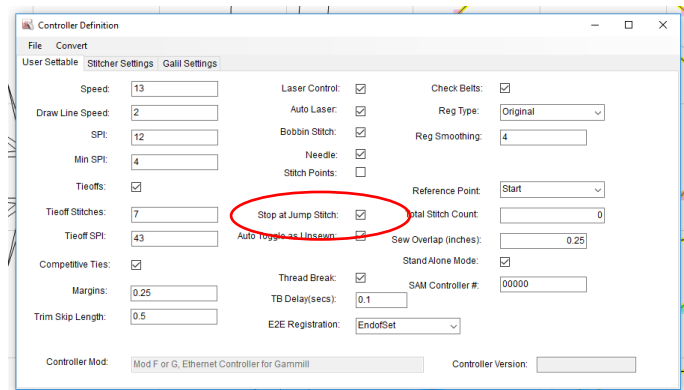 Controller Definition
File Convert
User Settable Stitcher Settings Galil Settings
Speed: 13
Draw Line Speed: 2
SPI: 12
Min SPI: 4
Tieoffs:
Tieoff Stitches: 7
Tieoff SPI: 43
Competitive Ties:
Margins: 0.25
Trim Skip Length: 0.5
Laser Control:
Auto Laser:
Bobbin Stitch:
Needle:
Stitch Points:
Stop at Jump Stitch:
Auto Toggle as Unsewn:
Thread Break:
TB Delay(secs): 0.1
E2E Registration: EndofSet
Check Belts:
Reg Type: Original
Reg Smoothing: 4
Reference Point: Start
Total Stitch Count: 0
Sew Overlap (inches): 0.25
Stand Alone Mode:
SAM Controller #: 00000
Controller Mod: Mod F or G, Ethernet Controller for Gammill
Controller Version: